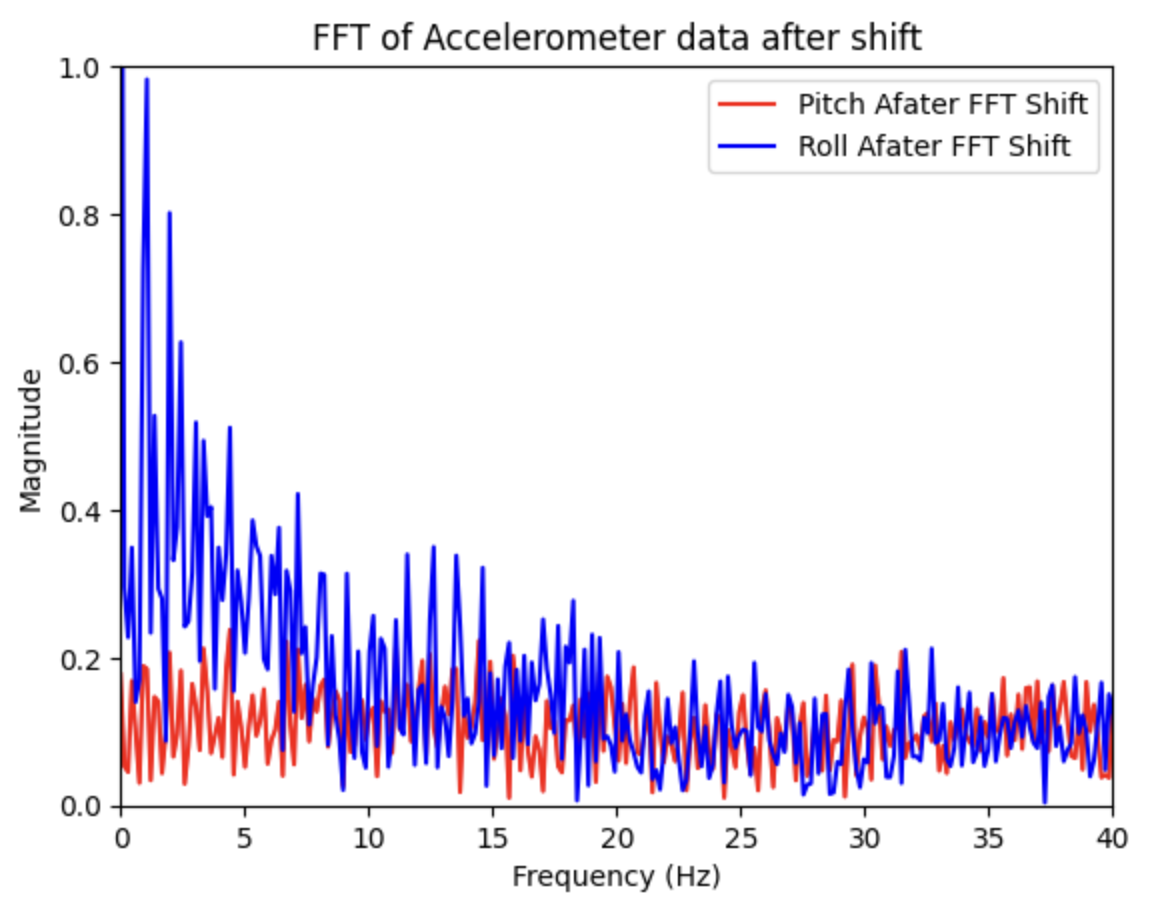 FFT of Accelerometer data after shift
Pitch Afater FFT Shift
Roll Afater FFT Shift
Magnitude
1.0
0.8
0.6
0.4
0.2
0.0
0 5 10 15 20 25 30 35 40
Frequency (Hz)